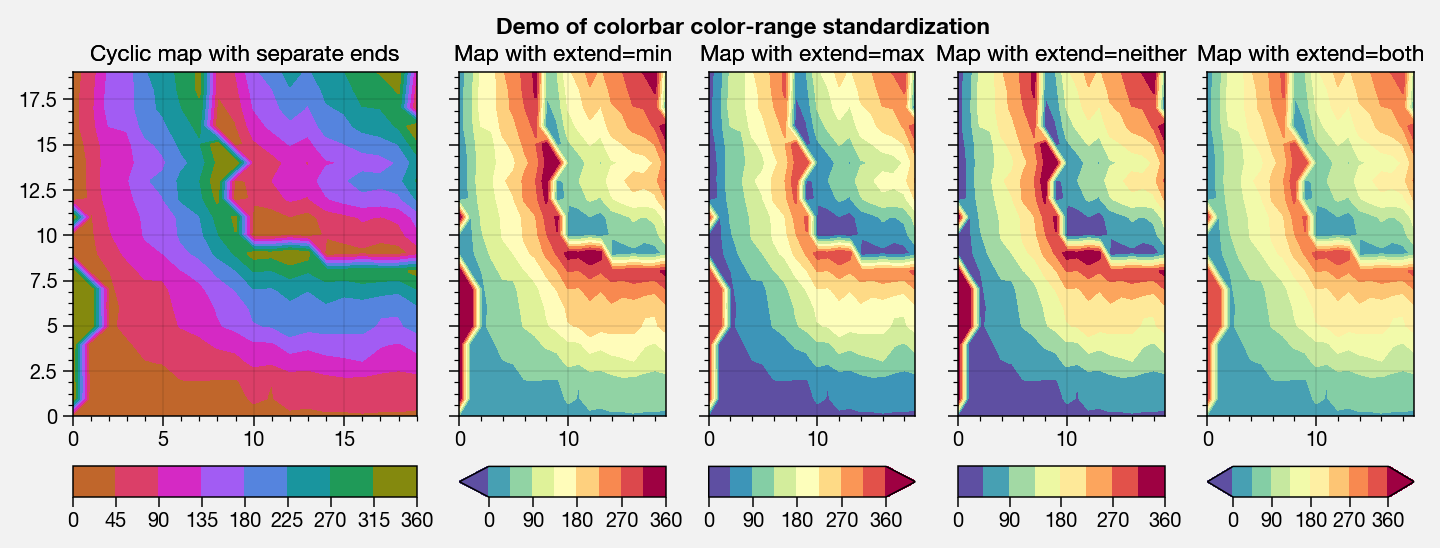 Demo of colorbar color-range standardization
Cyclic map with separate ends
Map with extend=min
Map with extend=max
Map with extend=neither
Map with extend=both
17.5
15
12.5
10
7.5
5
2.5
0
0 5 10 15
0 10
0 10
0 10
0 10
0 45 90 135 180 225 270 315 360
0 90 180 270 360
0 90 180 270 360
0 90 180 270 360
0 90 180 270 360